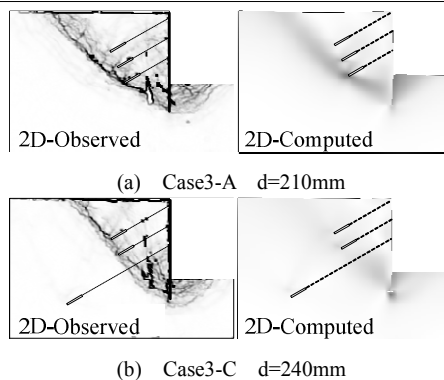 2D-Observed 2D-Computed
(a) Case3-A d=210mm
2D-Observed 2D-Computed
(b) Case3-C d=240mm